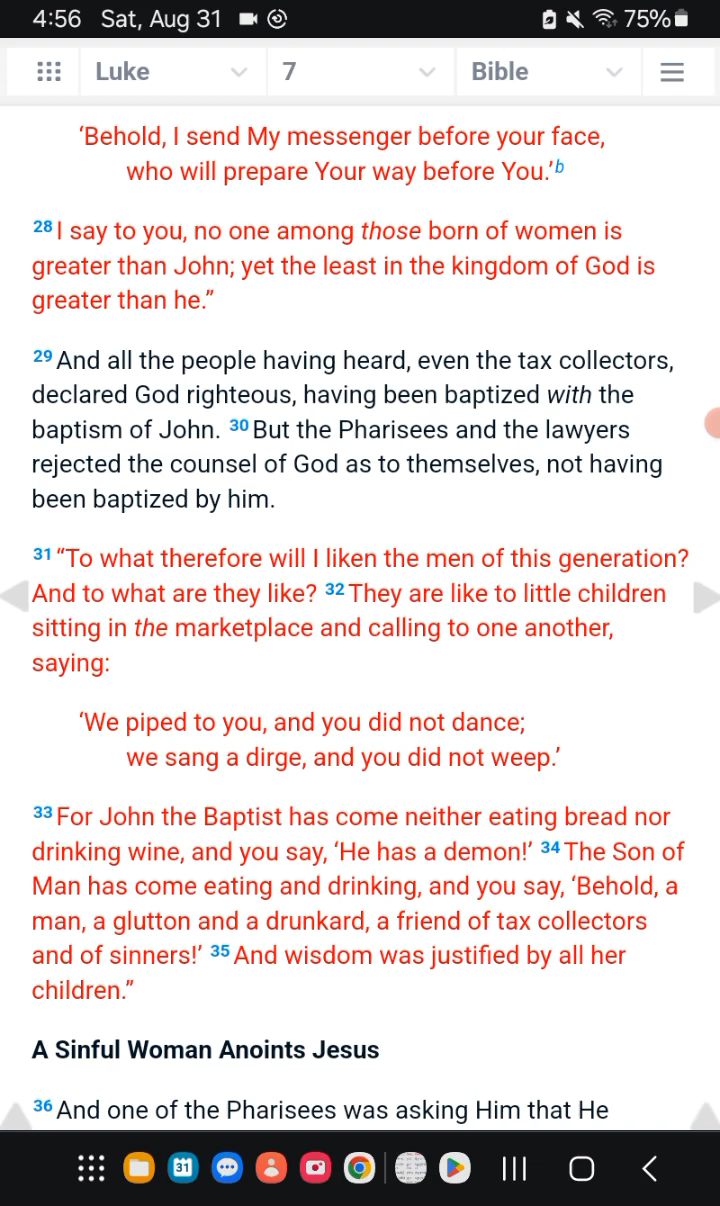 4:56 Sat, Aug 31 75%
Luke 7 Bible
‘Behold, I send My messenger before your face,
who will prepare Your way before You.’b
28 I say to you, no one among those born of women is
greater than John; yet the least in the kingdom of God is
greater than he.”
29 And all the people having heard, even the tax collectors,
declared God righteous, having been baptized with the
baptism of John. 30 But the Pharisees and the lawyers
rejected the counsel of God as to themselves, not having
been baptized by him.
31 “To what therefore will I liken the men of this generation?
And to what are they like? 32 They are like to little children
sitting in the marketplace and calling to one another,
saying:
‘We piped to you, and you did not dance;
we sang a dirge, and you did not weep.’
33 For John the Baptist has come neither eating bread nor
drinking wine, and you say, ‘He has a demon!’ 34 The Son of
Man has come eating and drinking, and you say, ‘Behold, a
man, a glutton and a drunkard, a friend of tax collectors
and of sinners!’ 35 And wisdom was justified by all her
children.”
A Sinful Woman Anoints Jesus
36 And one of the Pharisees was asking Him that He
31